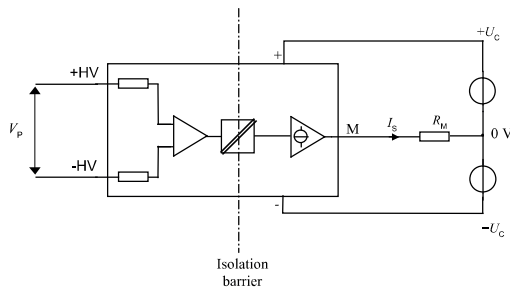 +U_C
+
+HV
V_P
M
I_S
R_M
0 V
-HV
-
−U_C
Isolation
barrier